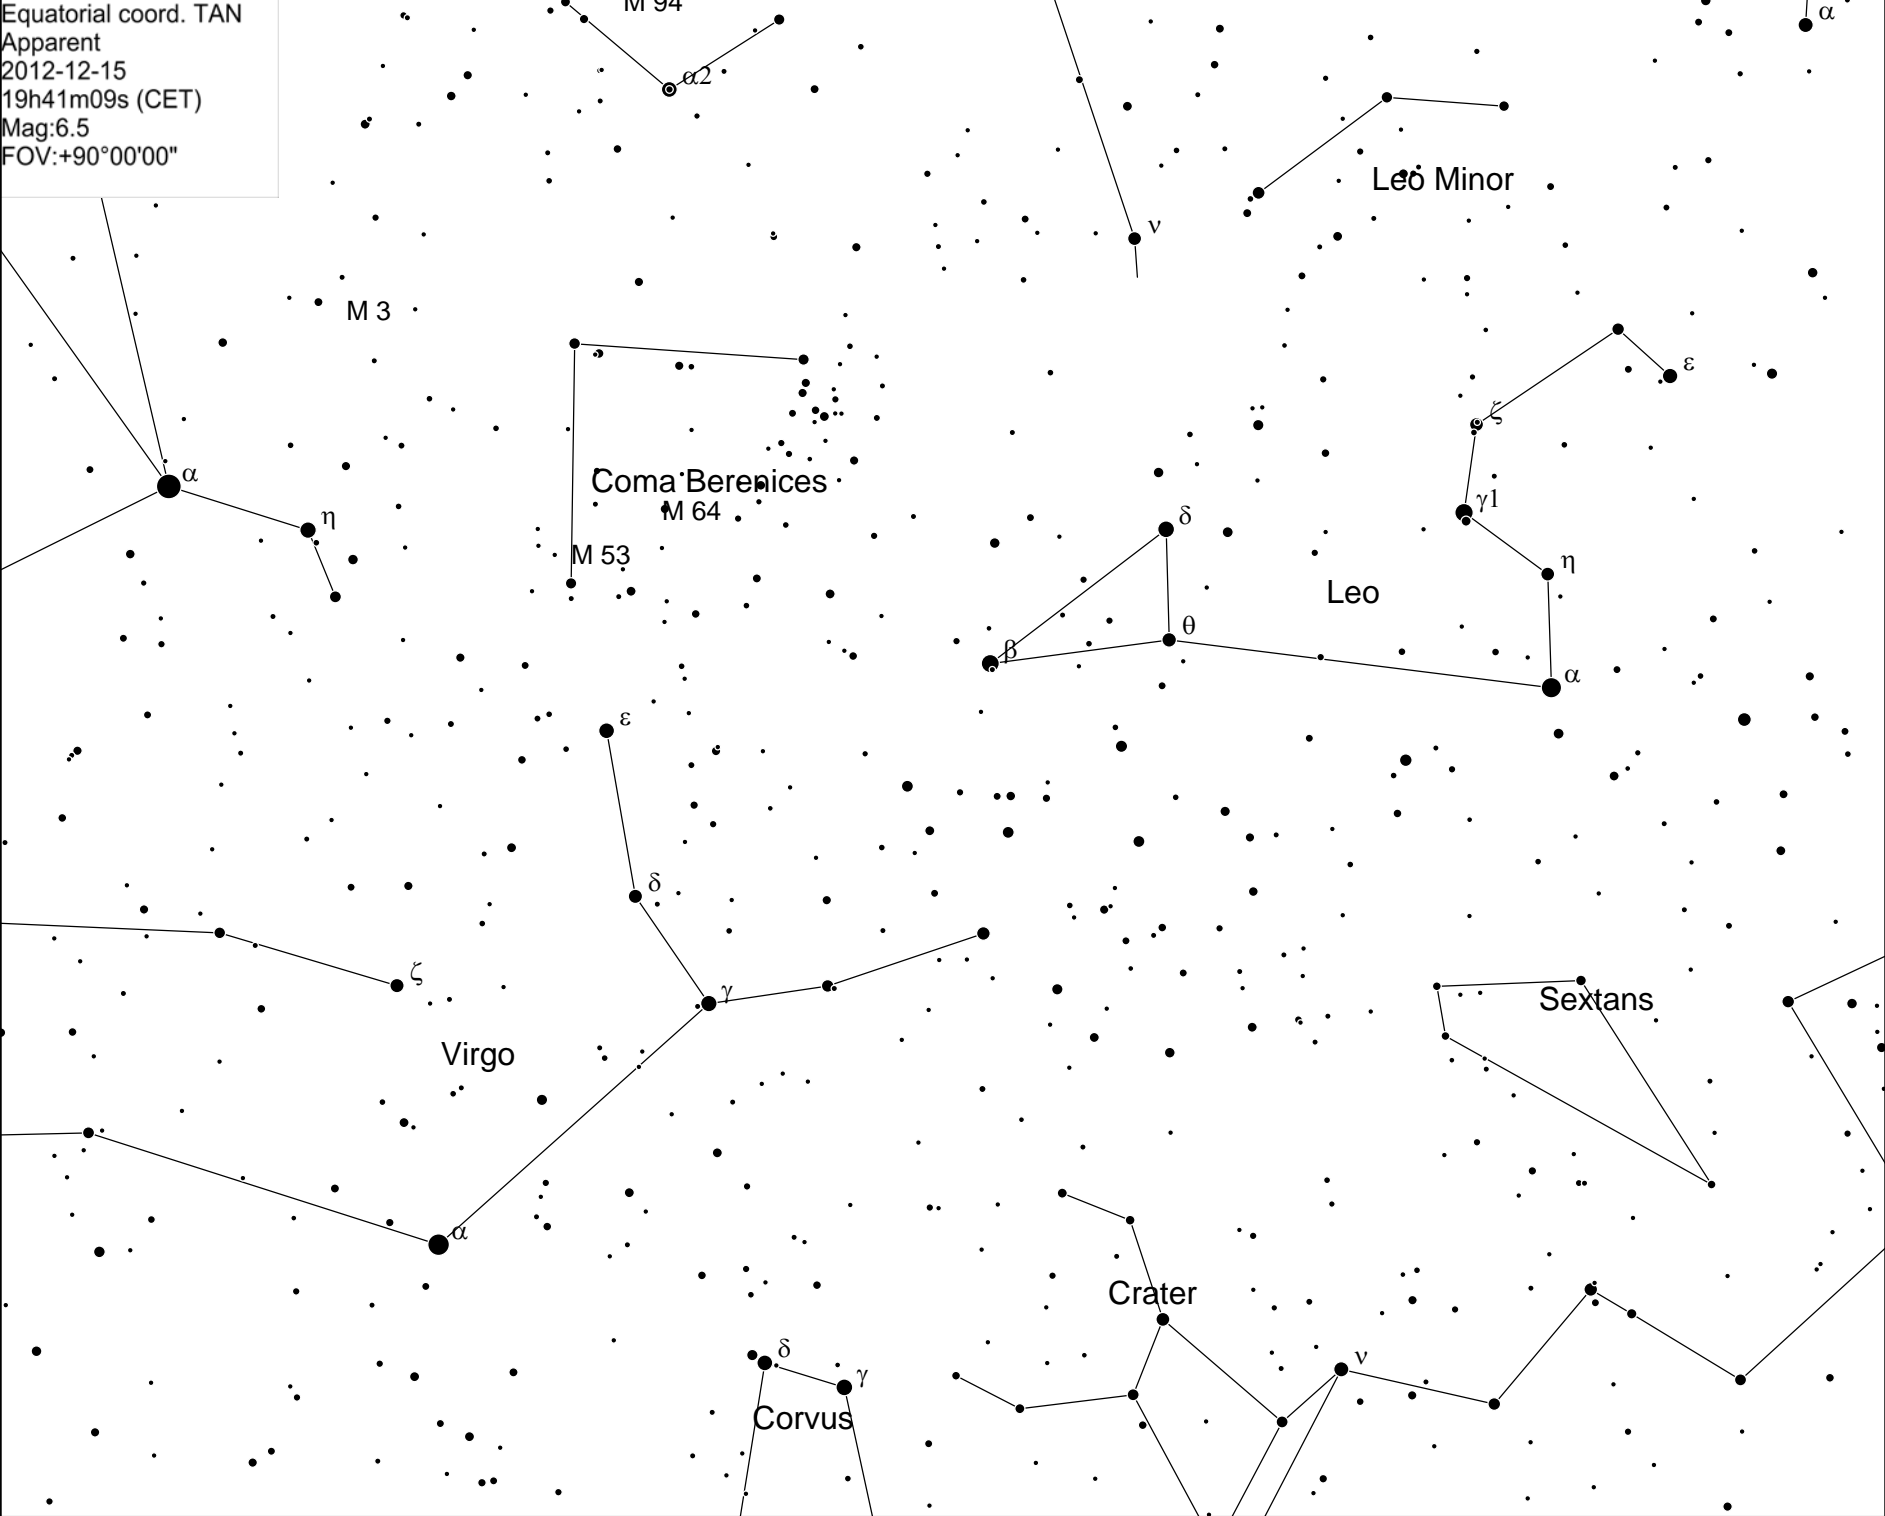 Equatorial coord. TAN
Apparent
2012-12-15
19h41m09s (CET)
Mag:6.5
FOV:+90°00'00"
M 94
α
α2
Leo Minor
ν
M 3
ε
ζ
α
Coma Berenices
γ1
M 64
δ
η
M 53
η
Leo
θ
β
α
ε
δ
ζ
γ
Sextans
Virgo
α
Crater
δ
ν
γ
Corvus